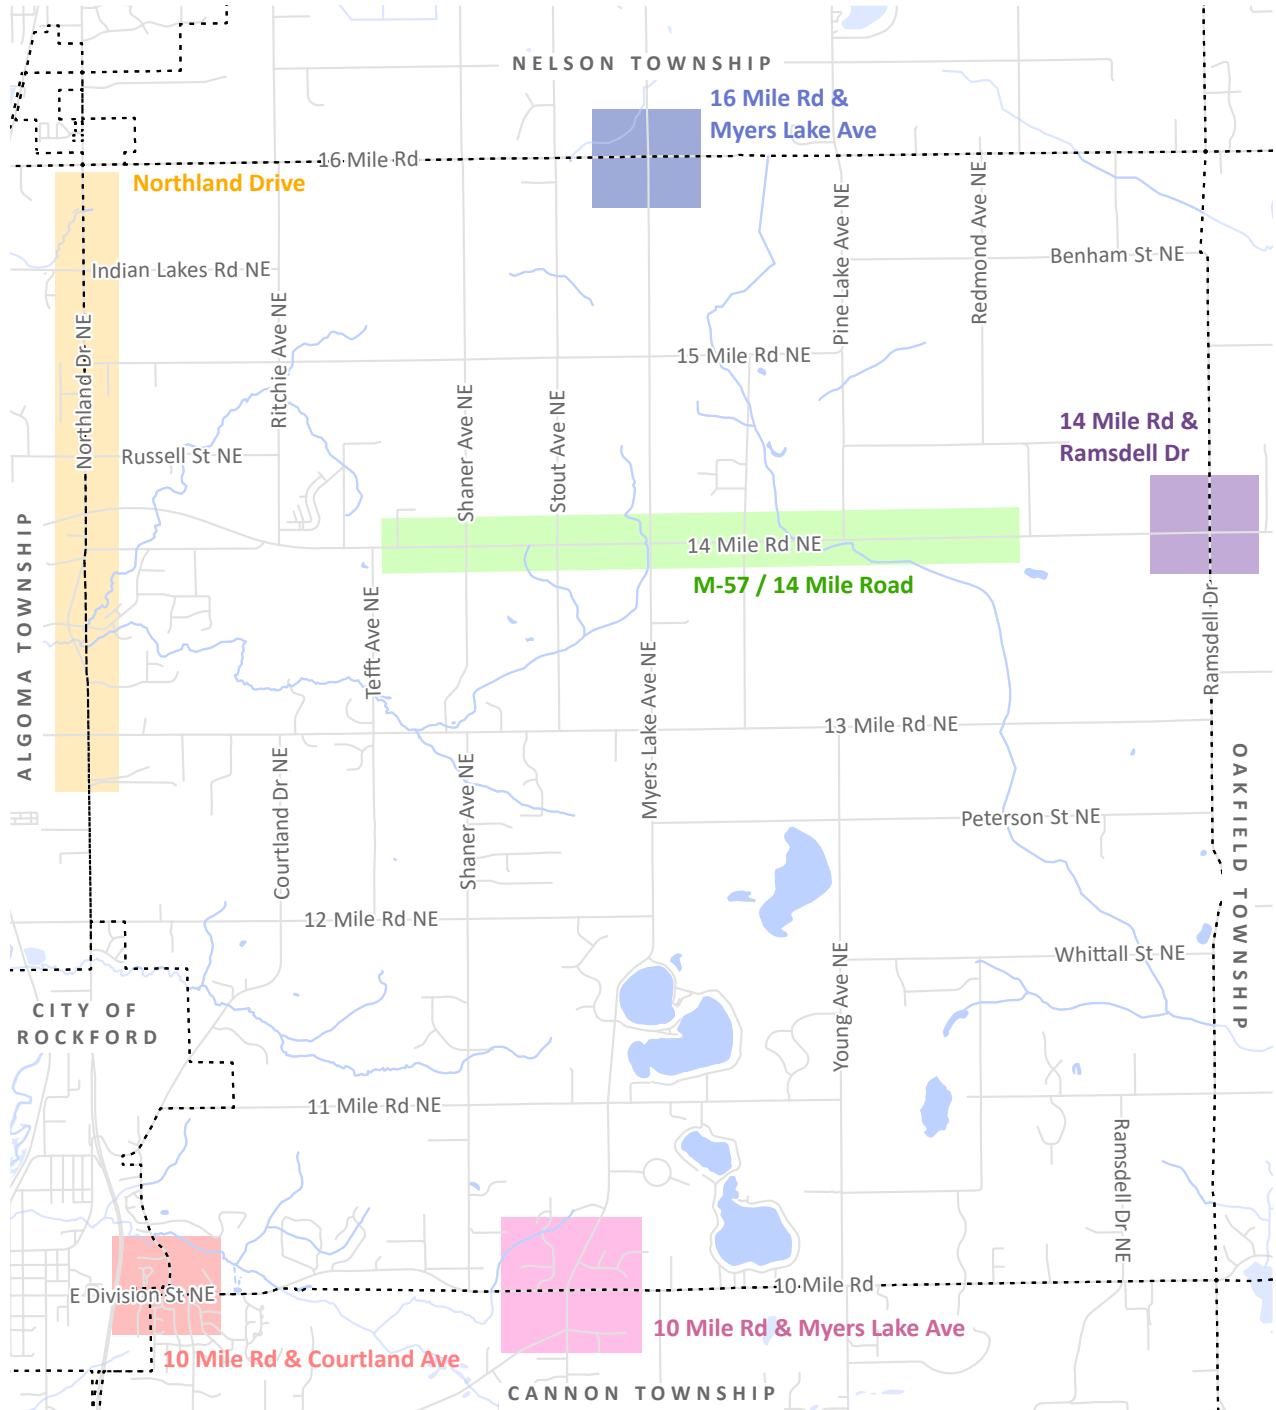 NELSON TOWNSHIP
16 Mile Rd &
Myers Lake Ave
16 Mile Rd
Northland Drive
Indian Lakes Rd NE
Benham St NE
Pine Lake Ave NE
Redmond Ave NE
Northland Dr NE
Ritchie Ave NE
15 Mile Rd NE
Shaner Ave NE
Stout Ave NE
14 Mile Rd &
Ramsdell Dr
Russell St NE
14 Mile Rd NE
M-57 / 14 Mile Road
ALGOMA TOWNSHIP
Tefft Ave NE
Myers Lake Ave NE
Ramsdell Dr
13 Mile Rd NE
Courtland Dr NE
Shaner Ave NE
Peterson St NE
OAKFIELD TOWNSHIP
12 Mile Rd NE
Whittall St NE
Young Ave NE
CITY OF
ROCKFORD
11 Mile Rd NE
Ramsdell Dr NE
E Division St NE
10 Mile Rd
10 Mile Rd & Myers Lake Ave
10 Mile Rd & Courtland Ave
CANNON TOWNSHIP